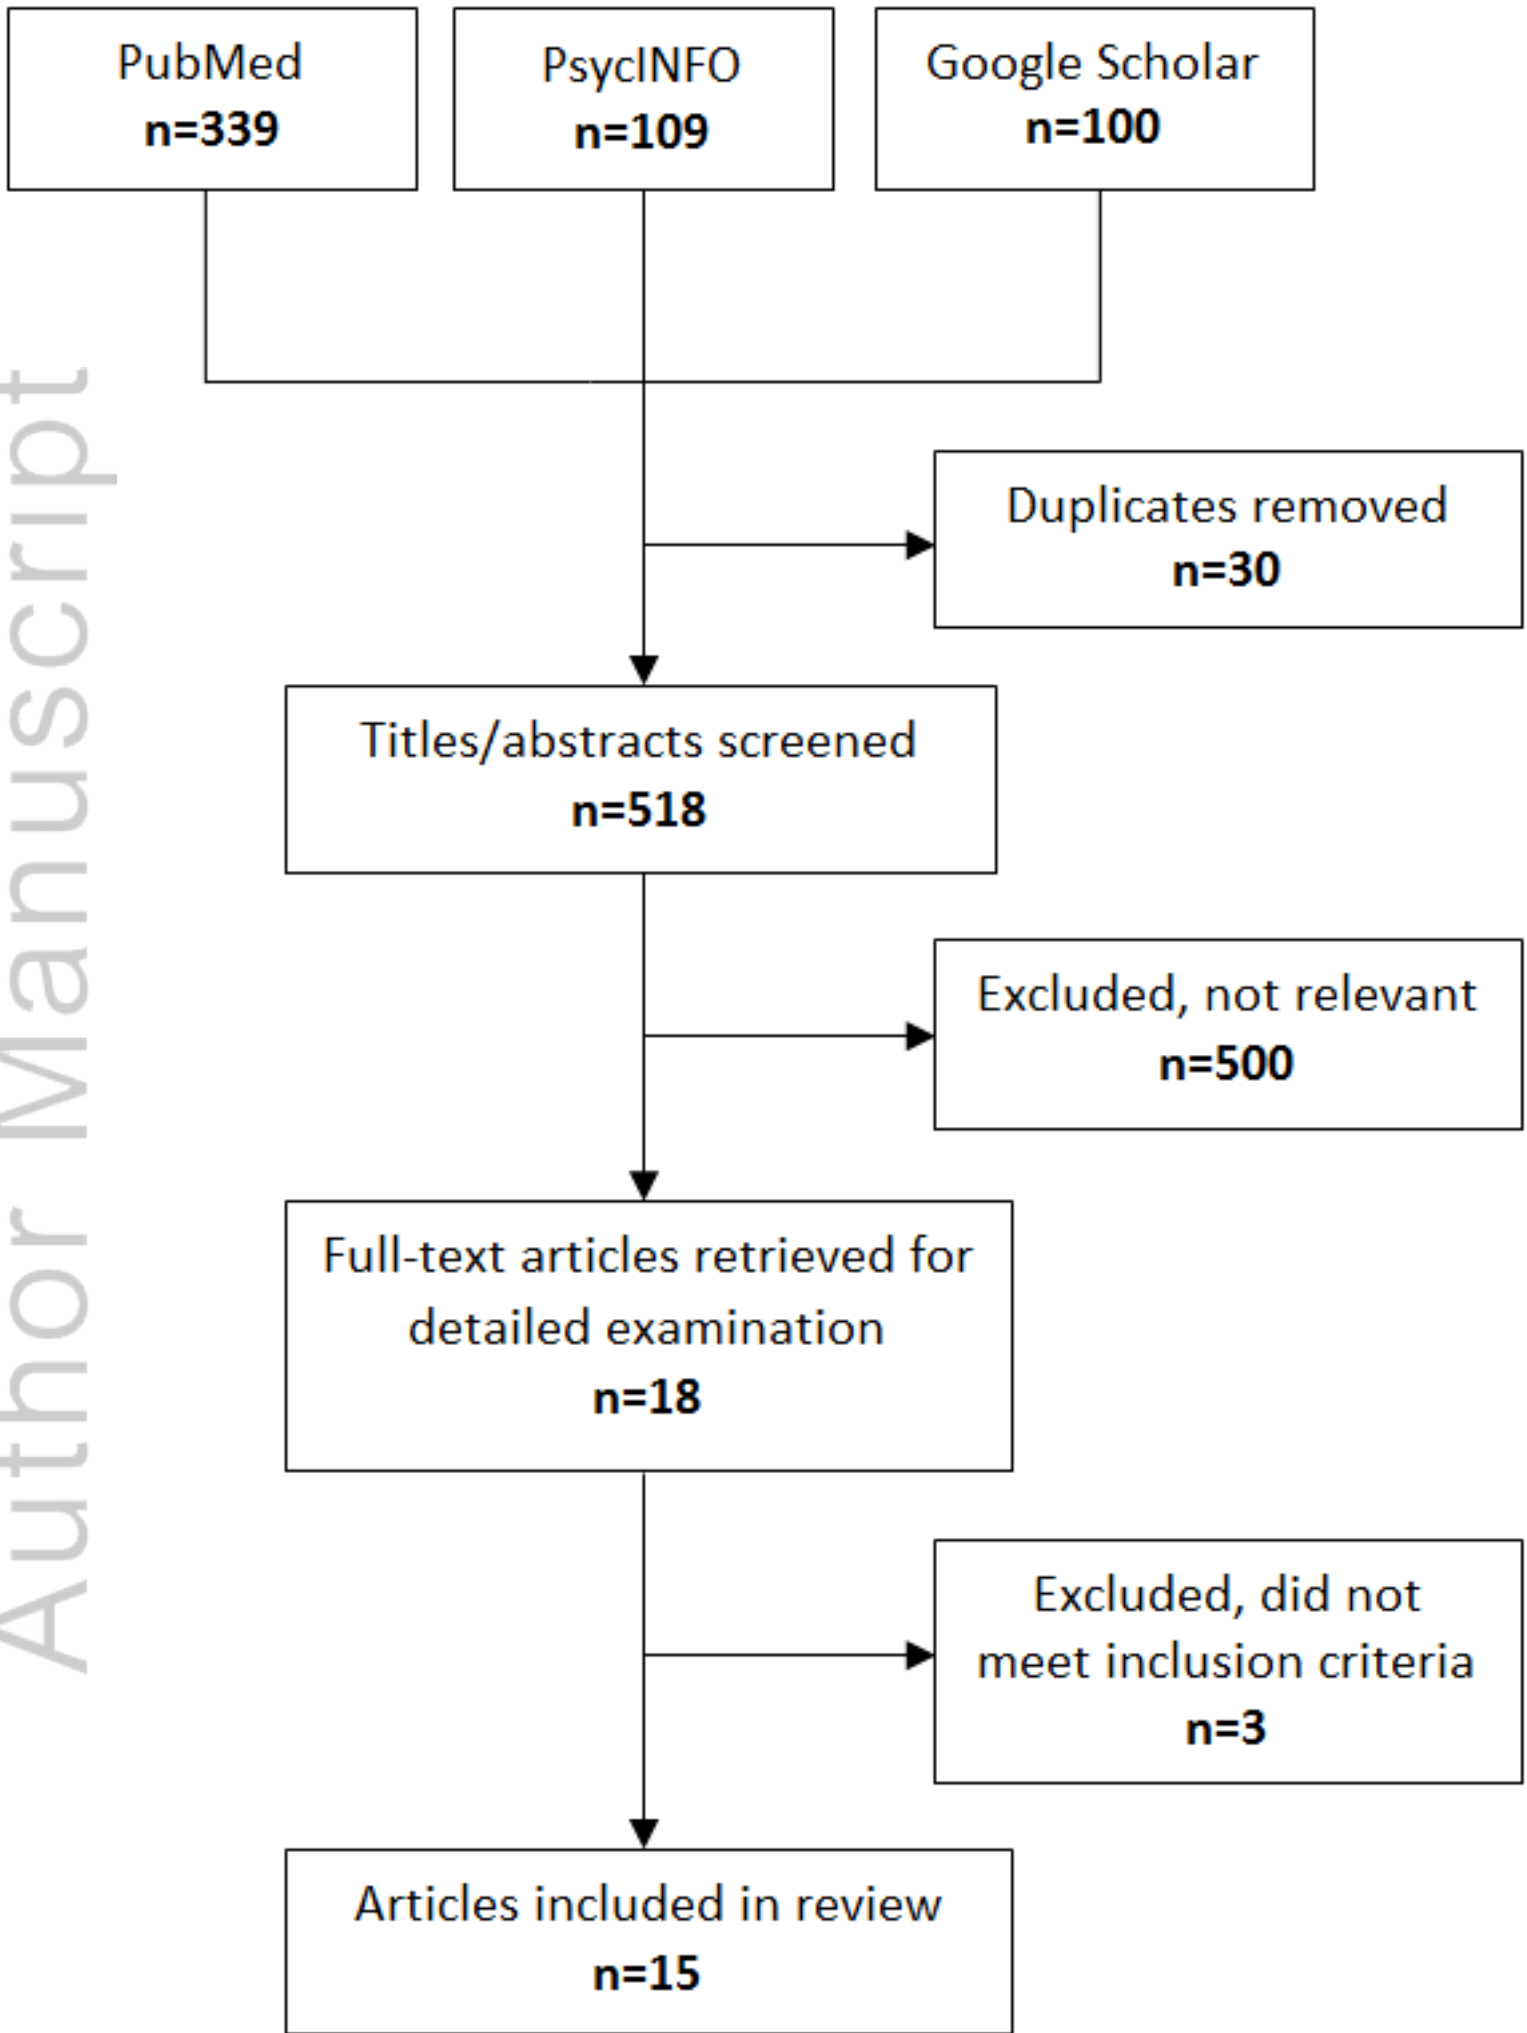 PubMed
n=339
PsycINFO
n=109
Google Scholar
n=100
Duplicates removed
n=30
Titles/abstracts screened
n=518
Excluded, not relevant
n=500
Full-text articles retrieved for
detailed examination
n=18
Excluded, did not
meet inclusion criteria
n=3
Articles included in review
n=15
Author Manuscript